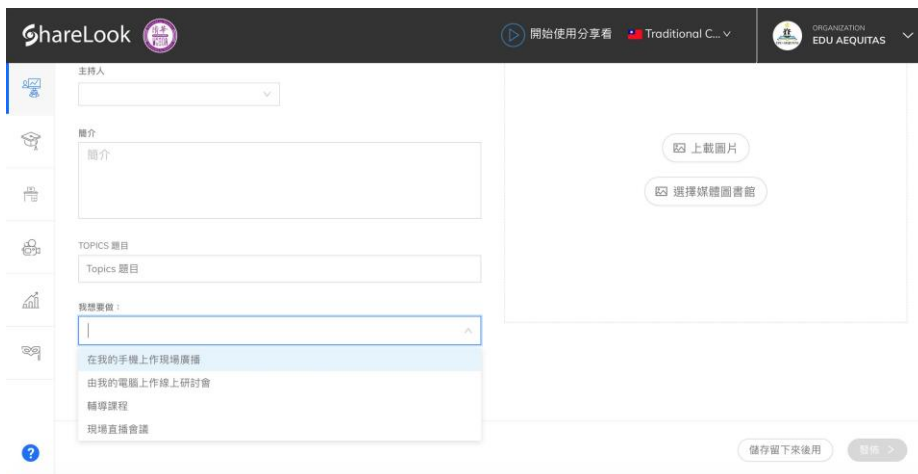 ShareLook
開始使用分享看
Traditional C...
ORGANIZATION
EDU AEQUITAS
主持人
簡介
簡介
上載圖片
選擇媒體圖書館
TOPICS 題目
Topics 題目
我想要做：
在我的手機上作現場廣播
由我的電腦上作線上研討會
輔導課程
現場直播會議
?
儲存留下來後用
發佈 >